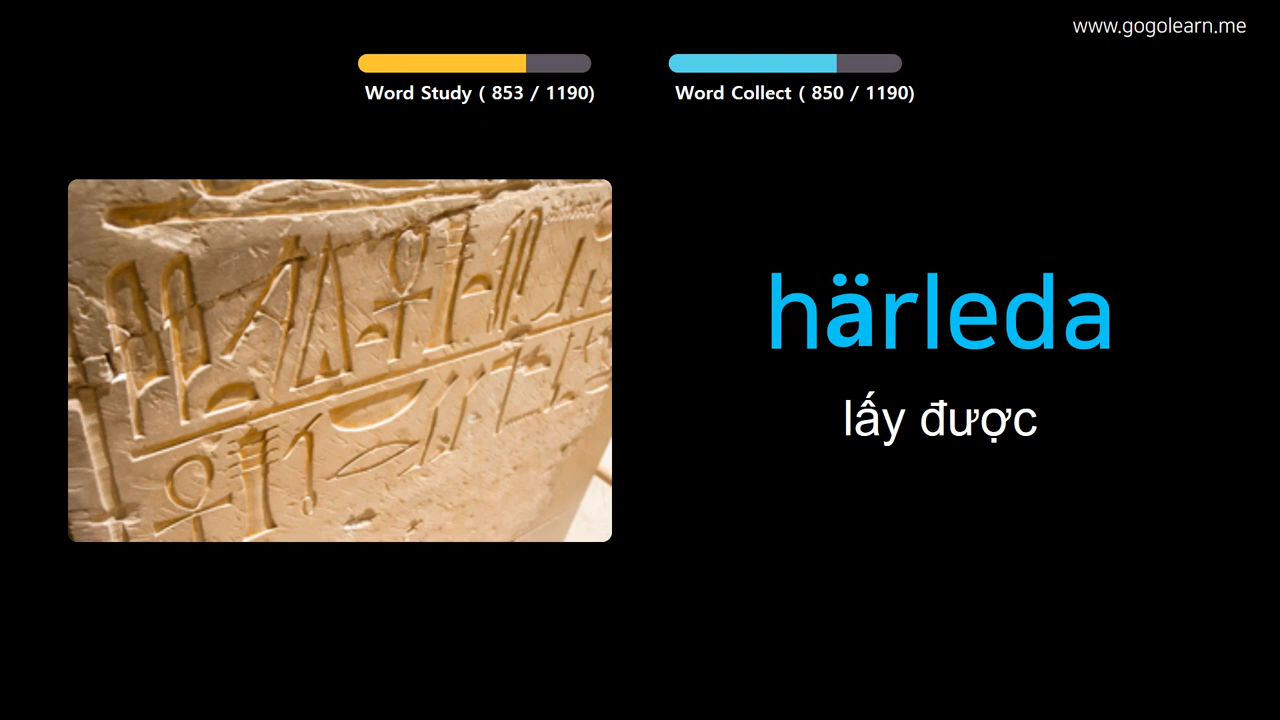 www.gogolearn.me
Word Study ( 853 / 1190)
Word Collect ( 850 / 1190)
härleda
lấy được